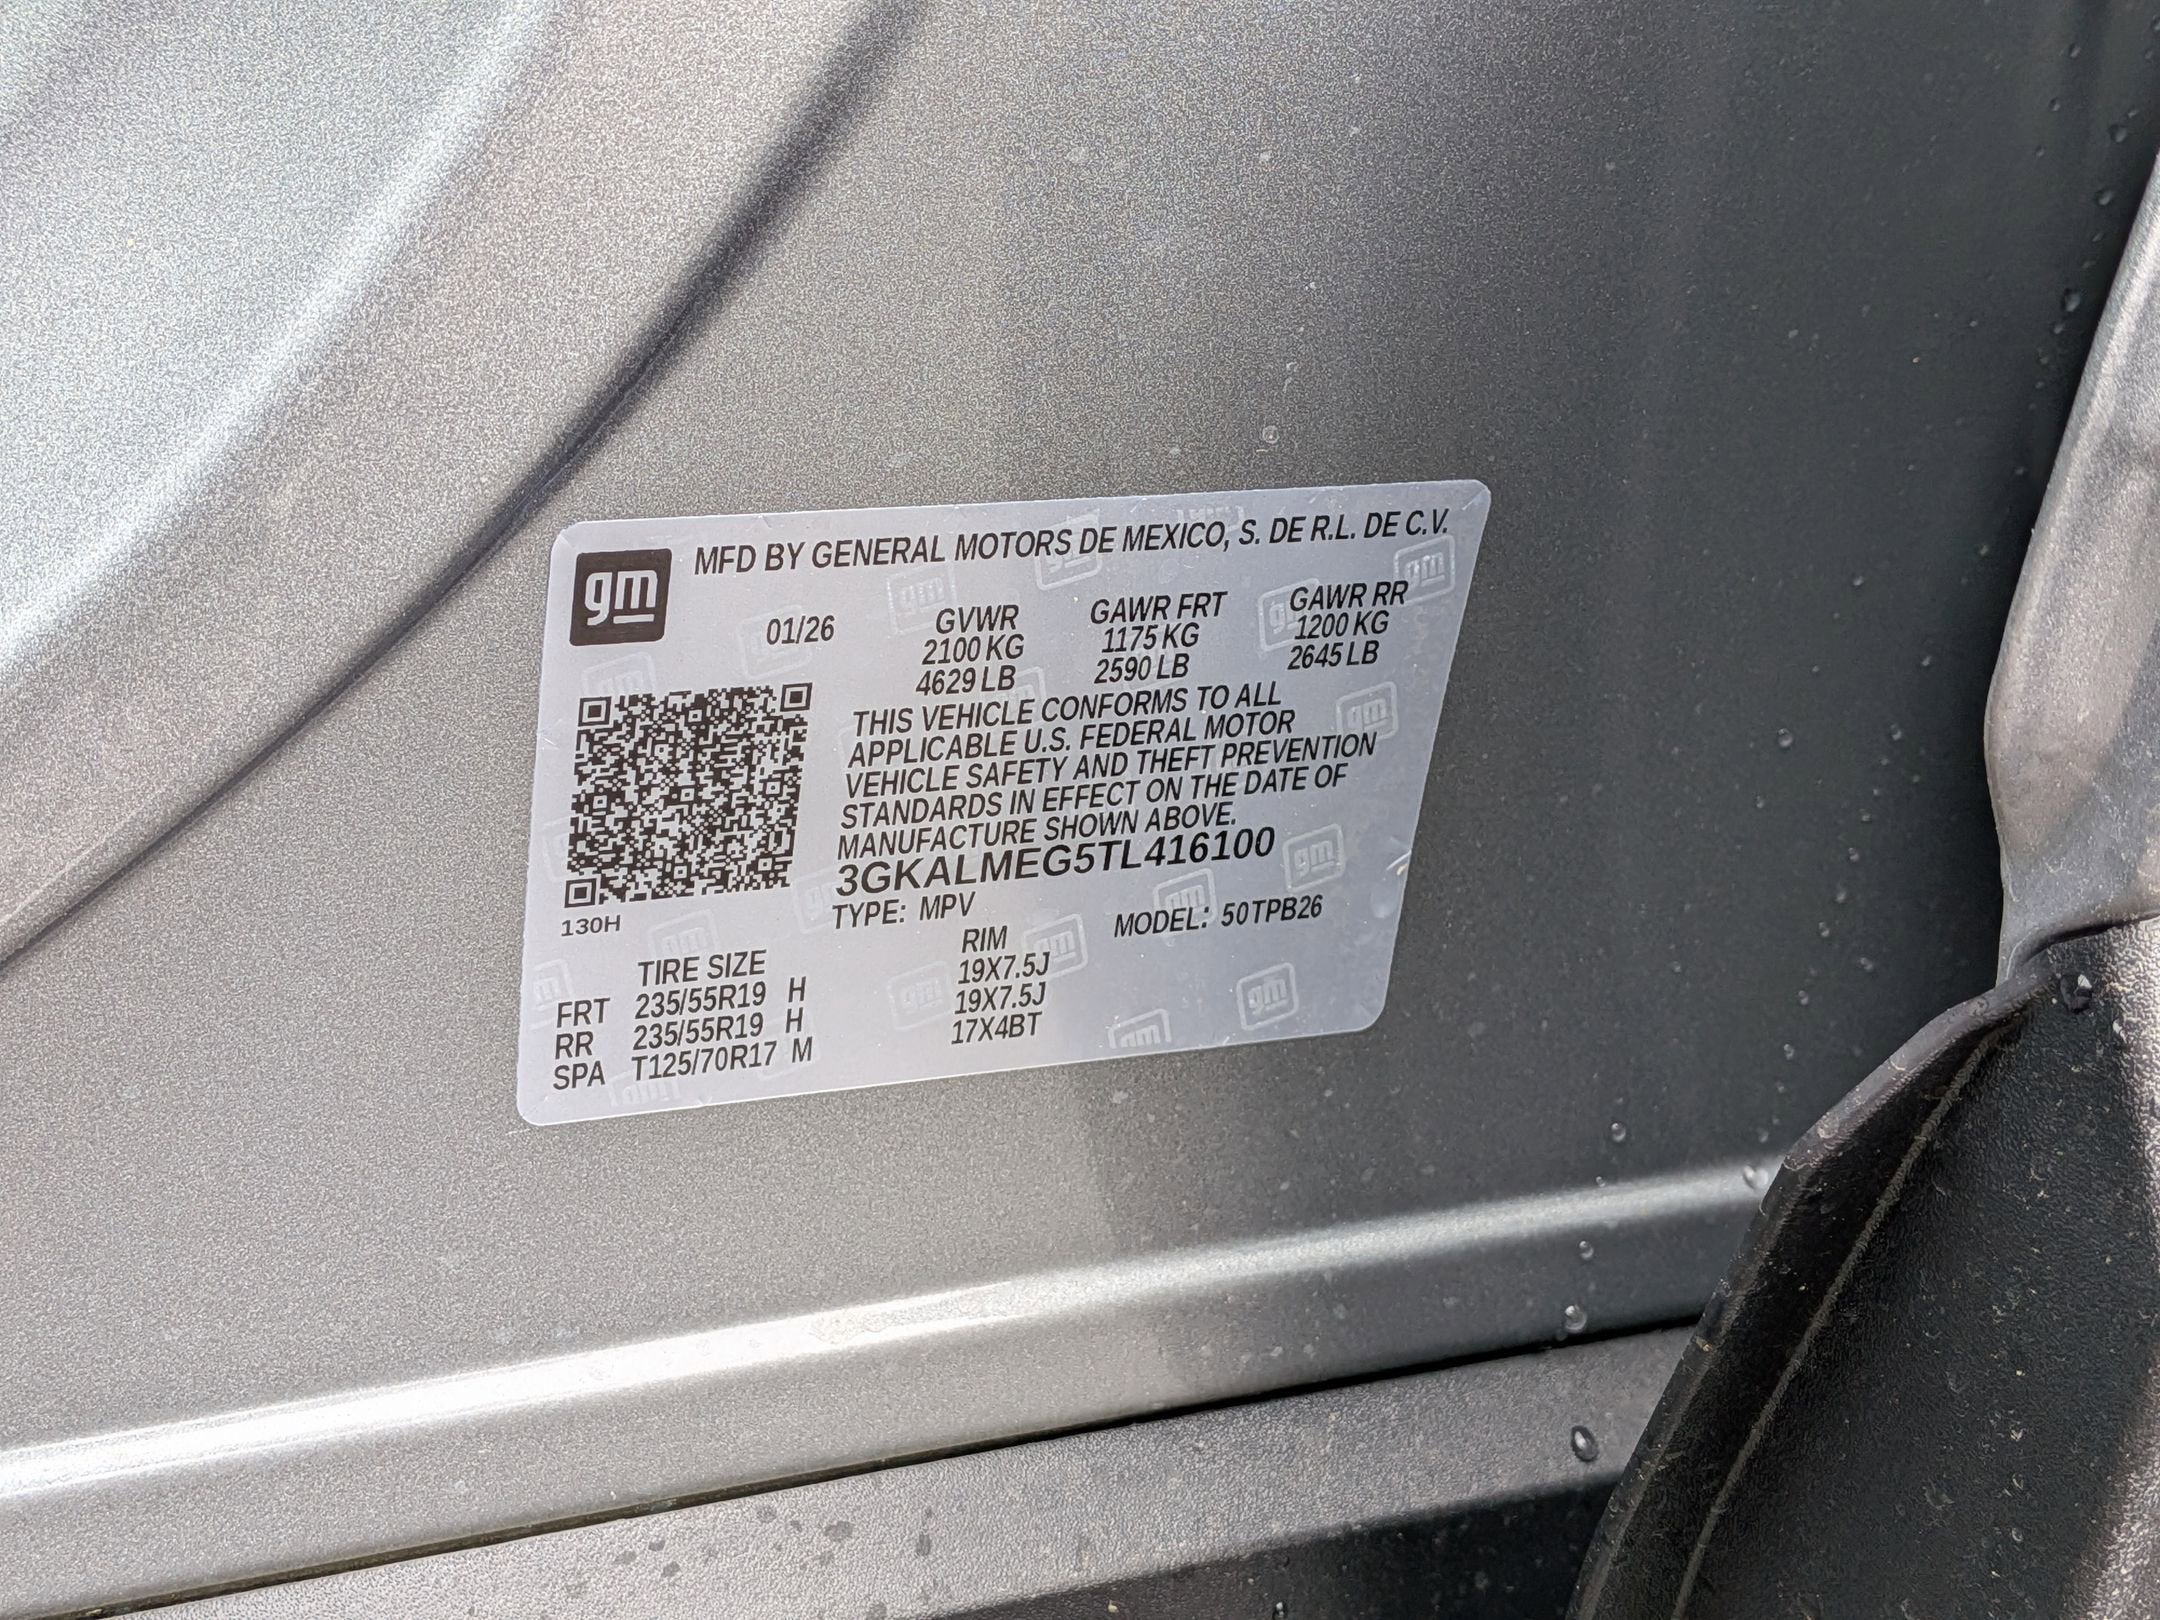 gm
MFD BY GENERAL MOTORS DE MEXICO, S. DE R.L. DE C.V.
01/26 GVWR GAWR FRT GAWR RR
2100 KG 1175 KG 1200 KG
4629 LB 2590 LB 2645 LB
THIS VEHICLE CONFORMS TO ALL
APPLICABLE U.S. FEDERAL MOTOR
VEHICLE SAFETY AND THEFT PREVENTION
STANDARDS IN EFFECT ON THE DATE OF
MANUFACTURE SHOWN ABOVE.
3GKALMEG5TL416100
TYPE: MPV MODEL: 50TPB26
130H
TIRE SIZE RIM
FRT 235/55R19 H 19X7.5J
RR 235/55R19 H 19X7.5J
SPA T125/70R17 M 17X4BT